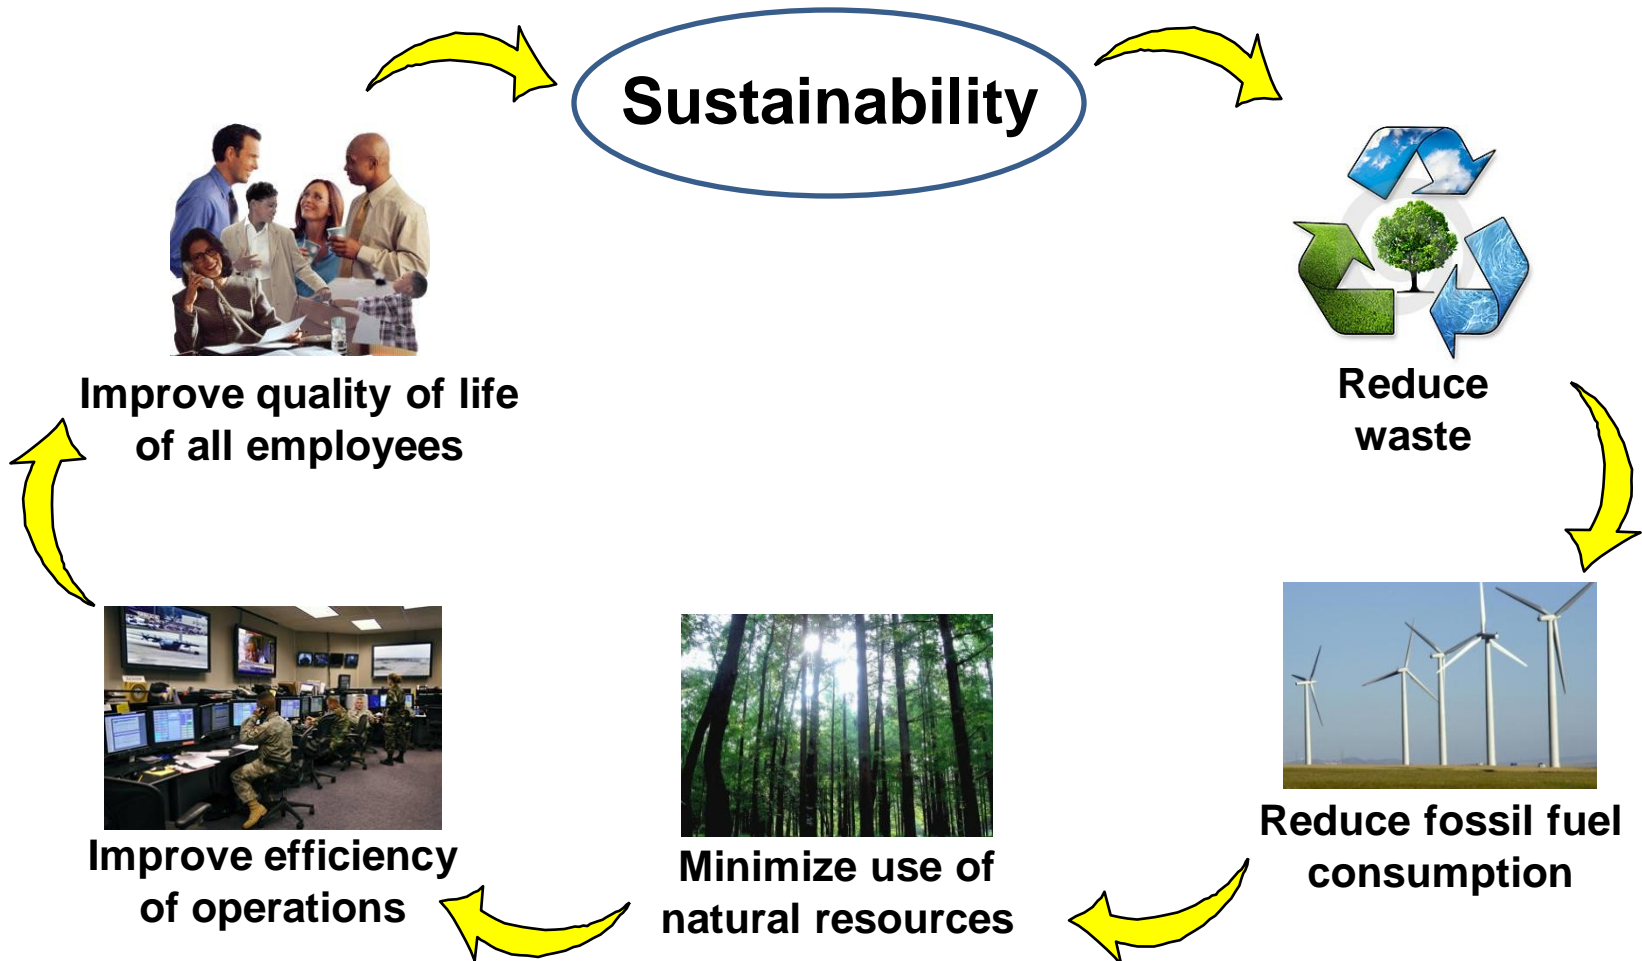 Sustainability
Reduce
waste
Reduce fossil fuel
consumption
Minimize use of
natural resources
Improve efficiency
of operations
Improve quality of life
of all employees